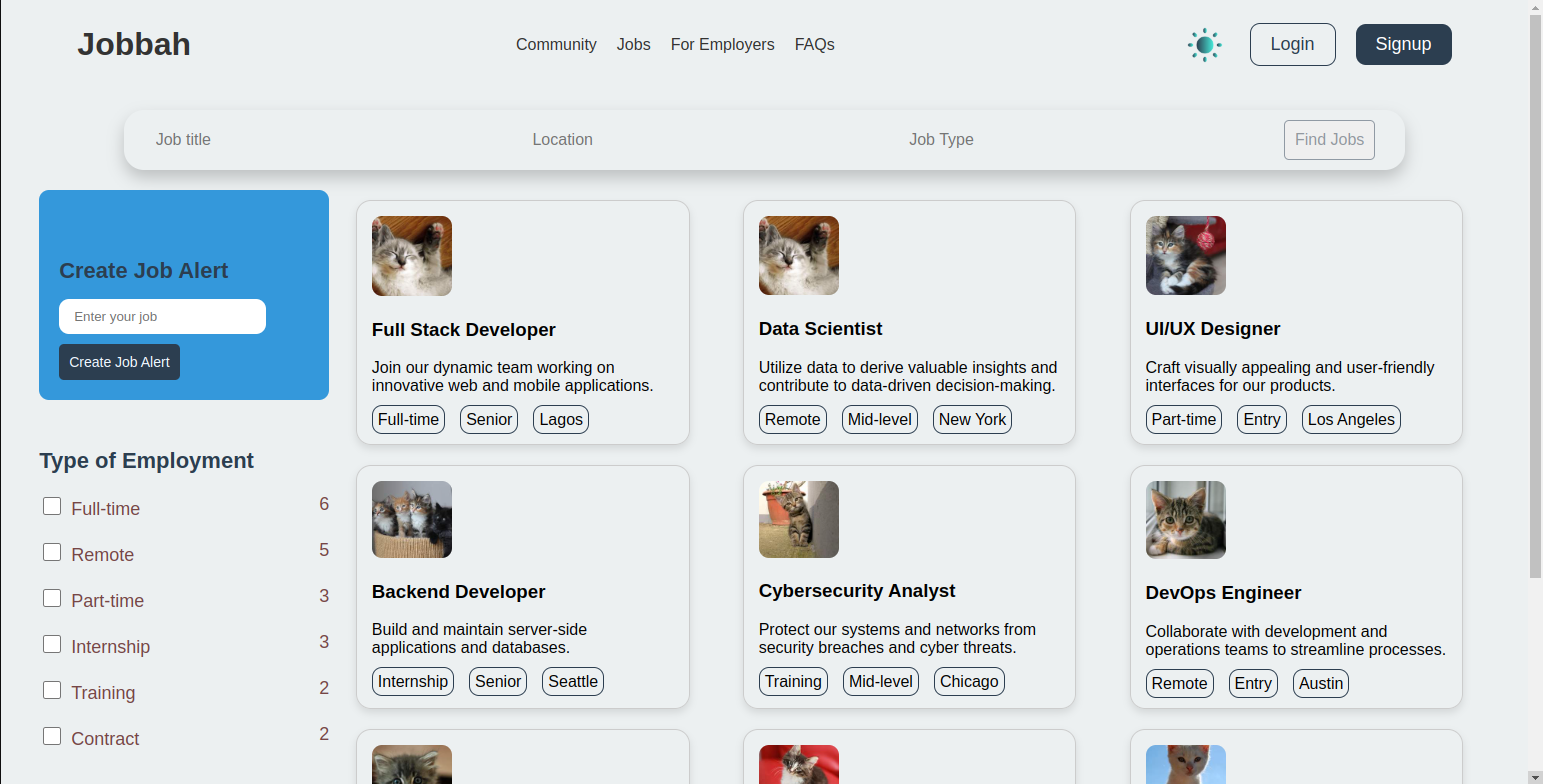 Jobbah
Community Jobs For Employers FAQs
Login
Signup
Job title
Location
Job Type
Find Jobs
Create Job Alert
Enter your job
Create Job Alert
Type of Employment
Full-time 6
Remote 5
Part-time 3
Internship 3
Training 2
Contract 2
Full Stack Developer
Join our dynamic team working on
innovative web and mobile applications.
Full-time Senior Lagos
Data Scientist
Utilize data to derive valuable insights and
contribute to data-driven decision-making.
Remote Mid-level New York
UI/UX Designer
Craft visually appealing and user-friendly
interfaces for our products.
Part-time Entry Los Angeles
Backend Developer
Build and maintain server-side
applications and databases.
Internship Senior Seattle
Cybersecurity Analyst
Protect our systems and networks from
security breaches and cyber threats.
Training Mid-level Chicago
DevOps Engineer
Collaborate with development and
operations teams to streamline processes.
Remote Entry Austin